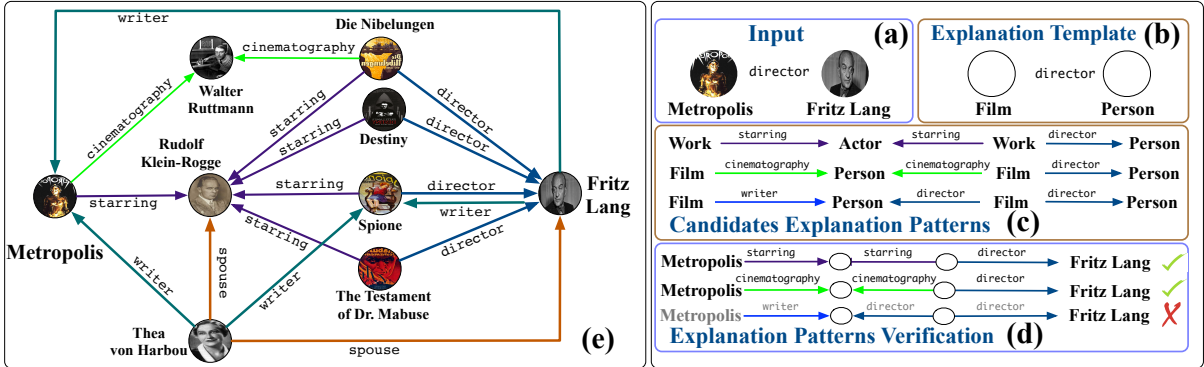 writer
Die Nibelungen
cinematography
Walter
Ruttmann
cinematography
starring
director
starring
director
Destiny
Rudolf
Klein-Rogge
starring
starring
director
writer
Fritz
Lang
Spione
Metropolis
starring
director
writer
spouse
writer
The Testament
of Dr. Mabuse
Thea
von Harbou
spouse
(e)
Input
(a)
director
Metropolis
Fritz Lang
Explanation Template
(b)
director
Film
Person
Work starring Actor starring Work director Person
Film cinematography Person cinematography Film director Person
Film writer Person director Film director Person
Candidates Explanation Patterns
(c)
Metropolis starring starring director Fritz Lang
Metropolis cinematography cinematography director Fritz Lang
Metropolis writer director director Fritz Lang
Explanation Patterns Verification
(d)